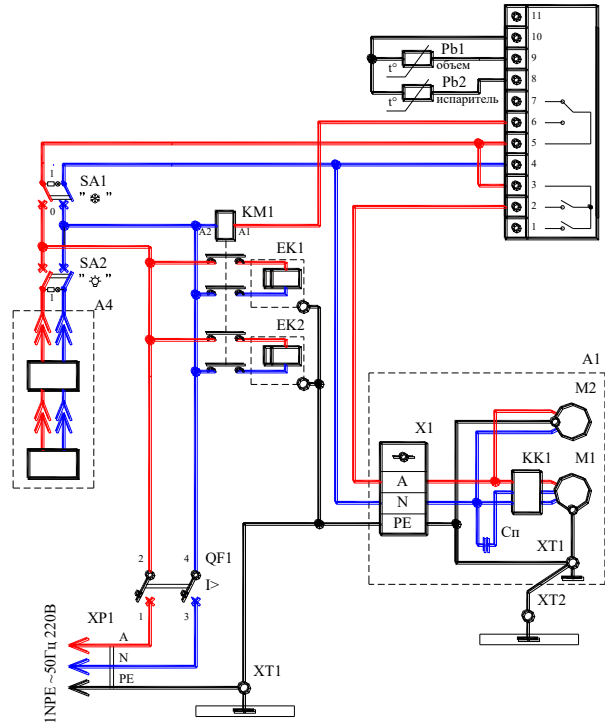 11
10
Pb1
9
t°
объем
8
Pb2
7
t°
испаритель
6
5
4
3
2
1
1
SA1
" ❄ "
0
KM1
A2
A1
EK1
SA2
" "
1
A4
EK2
A1
M2
X1
A
KK1
M1
N
PE
Сп
XT1
2
4
QF1
I>
XT2
XP1
1
3
A
N
PE
XT1
1NPE ~50Гц 220В